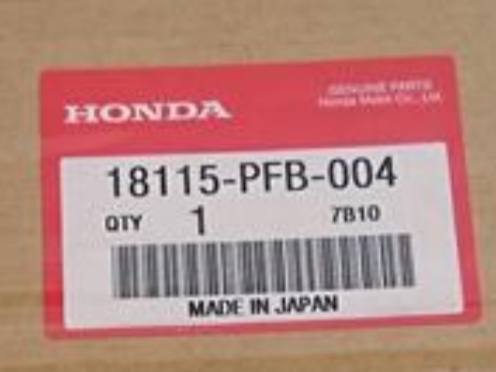 HONDA
GENUINE PARTS
Honda Motor Co., Ltd.
18115-PFB-004
QTY 1 7B10
MADE IN JAPAN